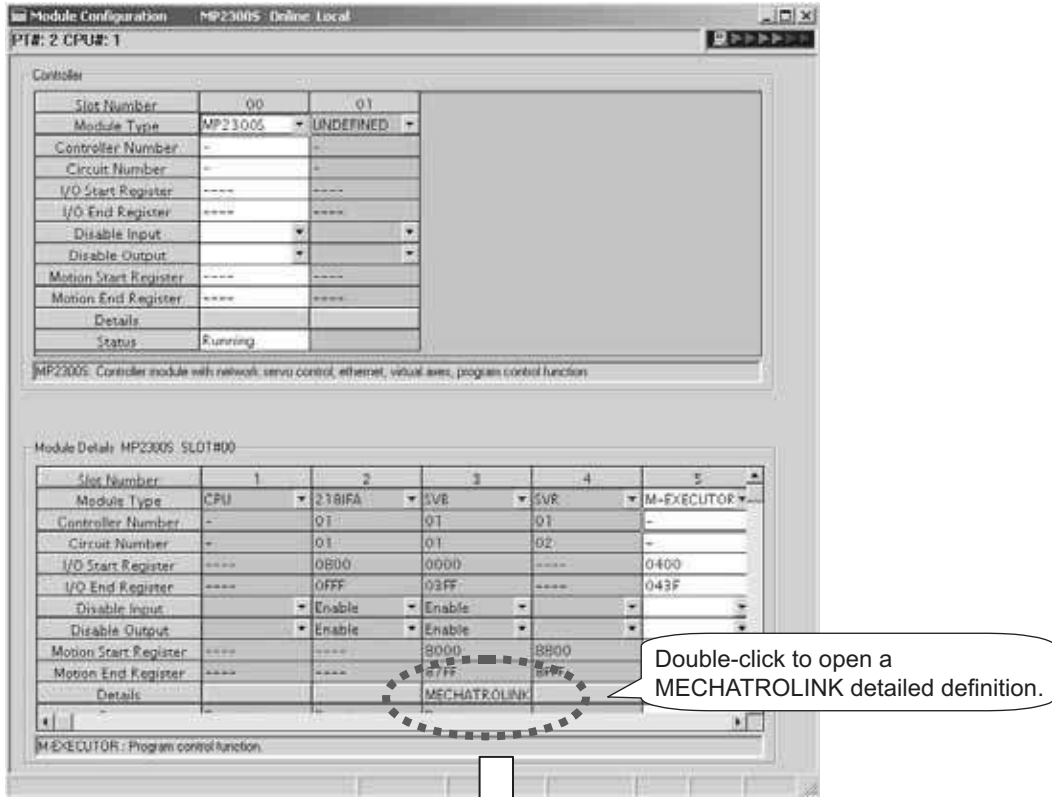 Module Configuration MP2300S Online Local
PT#: 2 CPU#: 1
Controller
Slot Number 00 01
Module Type MP2300S UNDEFINED
Controller Number - -
Circuit Number - -
I/O Start Register ---- ----
I/O End Register ---- ----
Disable Input
Disable Output
Motion Start Register ---- ----
Motion End Register ---- ----
Details
Status Running
MP2300S: Controller module with network servo control, ethernet, virtual axes, program control function
Module Details MP2300S SLOT#00
Slot Number 1 2 3 4 5
Module Type CPU 218IFA SVB SVR M-EXECUTOR
Controller Number - 01 01 01 -
Circuit Number - 01 01 02 -
I/O Start Register ---- 0800 0000 ---- 0400
I/O End Register ---- 0FFF 03FF ---- 043F
Disable Input Enable Enable
Disable Output Enable Enable
Motion Start Register ---- ---- 8000 8800
Motion End Register ---- ---- 87FF 8FFF
Details MECHATROLINK
M-EXECUTOR : Program control function.
Double-click to open a
MECHATROLINK detailed definition.